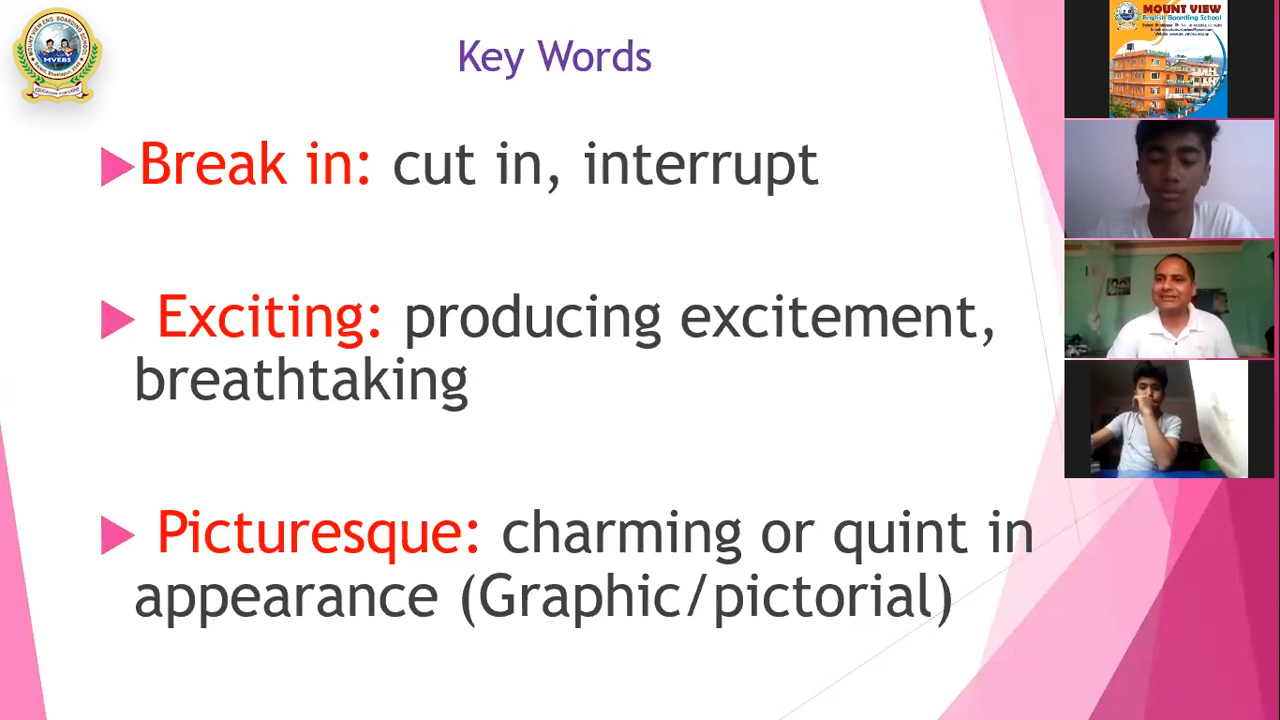 Key Words
Break in: cut in, interrupt
Exciting: producing excitement,
breathtaking
Picturesque: charming or quint in
appearance (Graphic/pictorial)
MOUNT VIEW
English Boarding School
MVEBS